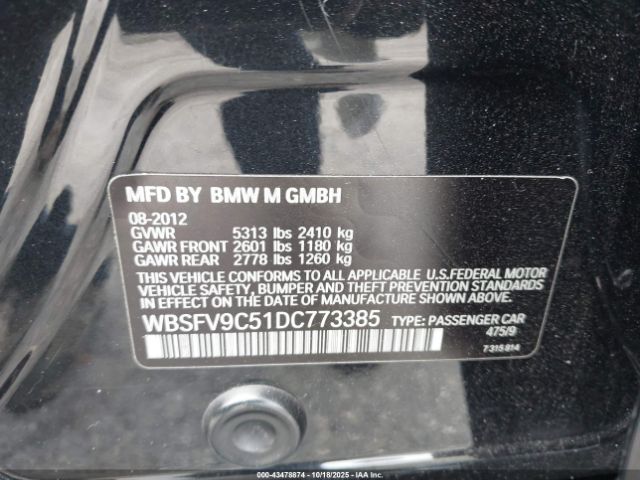 MFD BY BMW M GMBH
08-2012
GVWR 5313 lbs 2410 kg
GAWR FRONT 2601 lbs 1180 kg
GAWR REAR 2778 lbs 1260 kg
THIS VEHICLE CONFORMS TO ALL APPLICABLE U.S.FEDERAL MOTOR
VEHICLE SAFETY, BUMPER AND THEFT PREVENTION STANDARDS IN
EFFECT ON THE DATE OF MANUFACTURE SHOWN ABOVE.
WBSFV9C51DC773385 TYPE: PASSENGER CAR
475/9
7 315 814
IAA
ID: 43478874 - 10/18/2025 - IAA